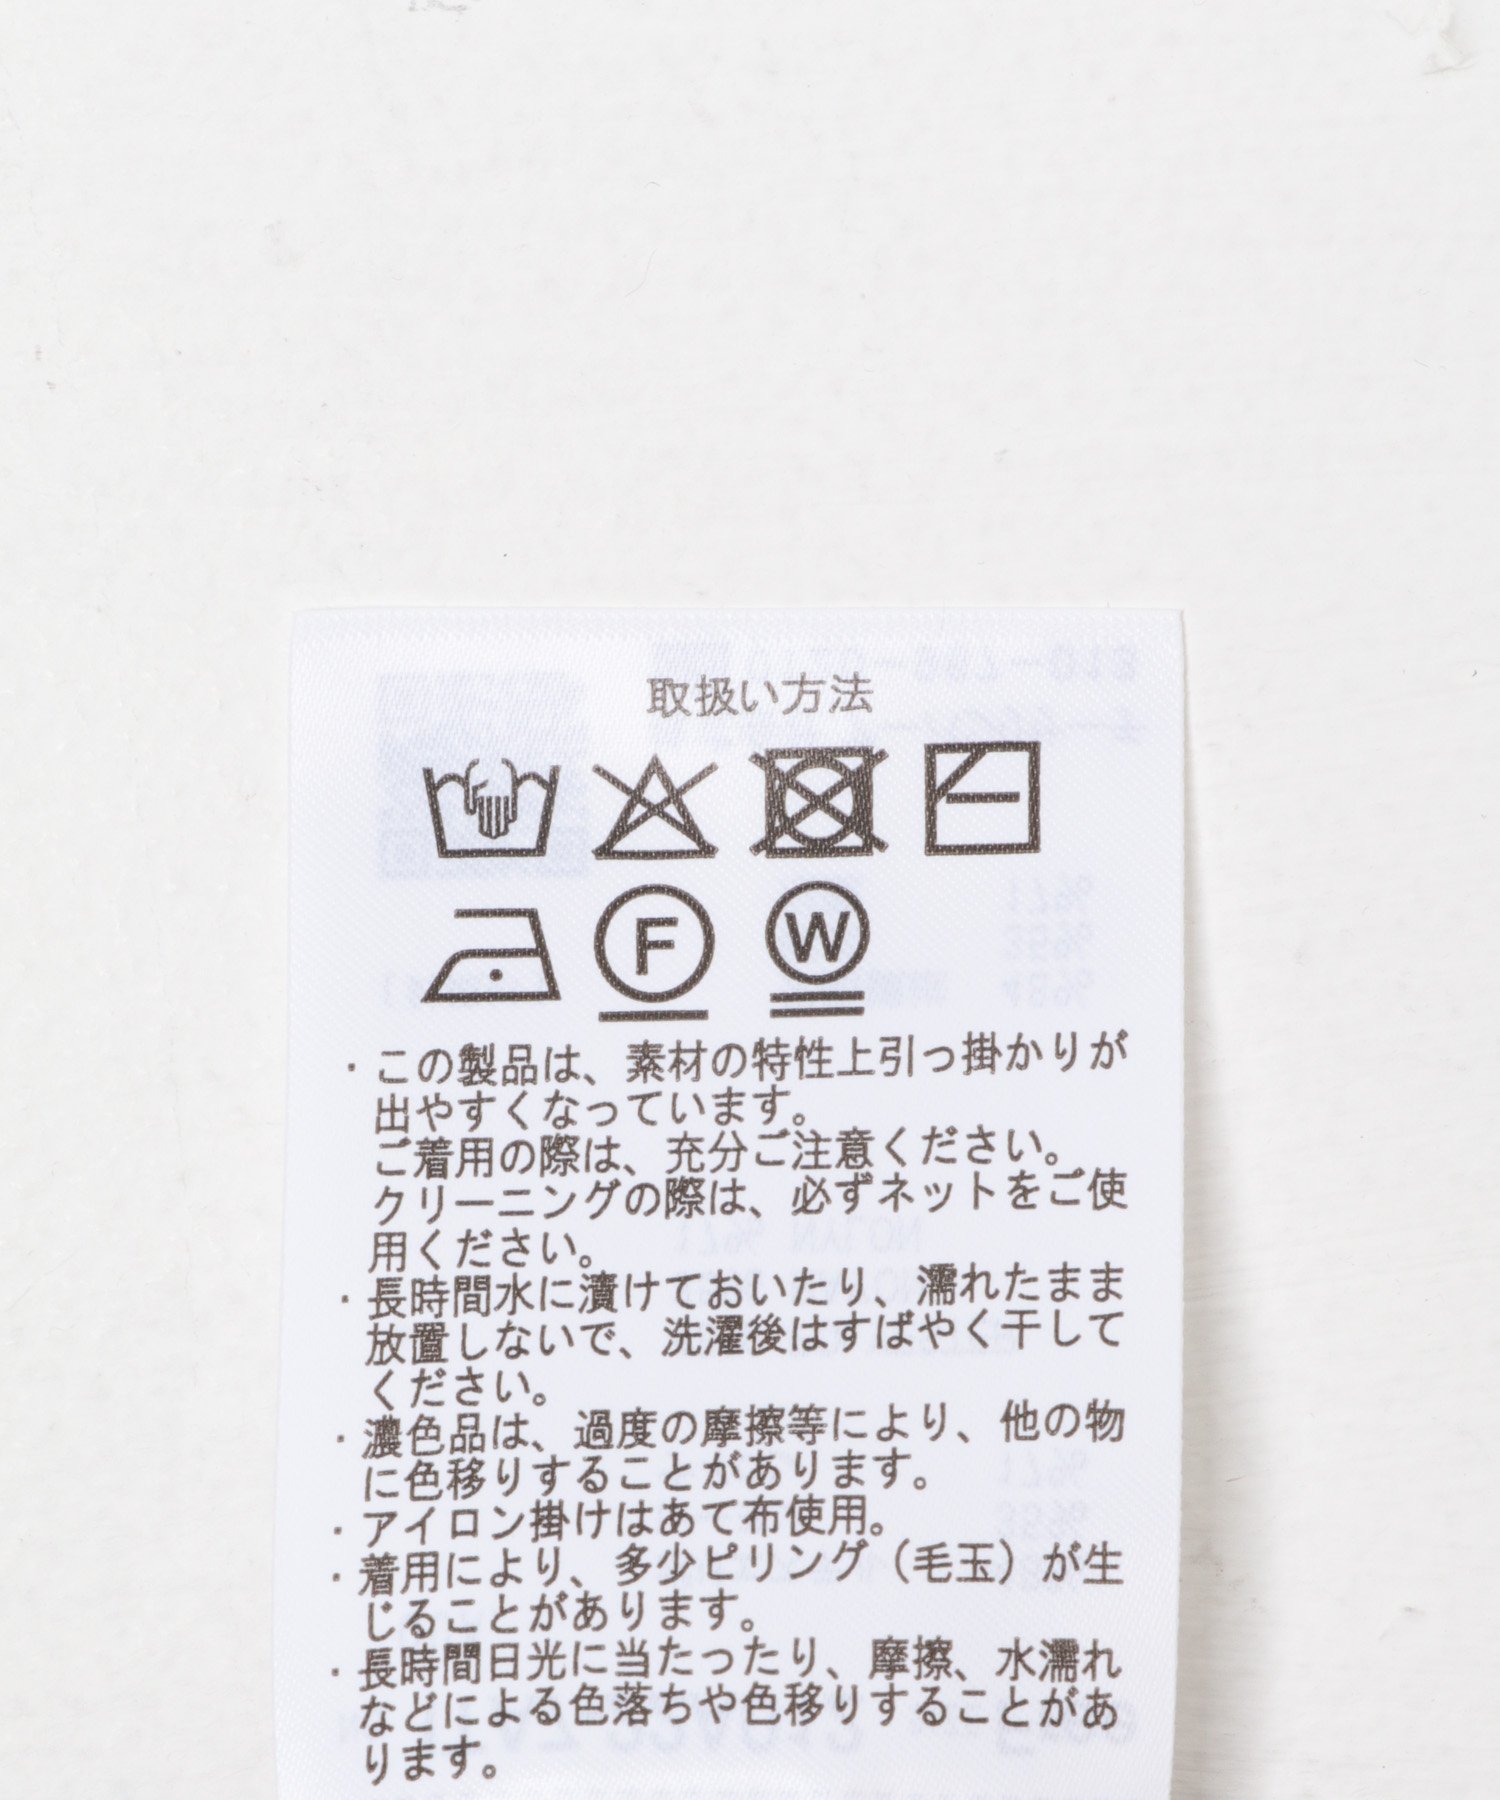 取扱い方法
F W
・この製品は、素材の特性上引っ掛かりが
出やすくなっています。
ご着用の際は、充分ご注意ください。
クリーニングの際は、必ずネットをご使
用ください。
・長時間水に漬けておいたり、濡れたまま
放置しないで、洗濯後はすばやく干して
ください。
・濃色品は、過度の摩擦等により、他の物
に色移りすることがあります。
・アイロン掛けはあて布使用。
・着用により、多少ピリング（毛玉）が生
じることがあります。
・長時間日光に当たったり、摩擦、水濡れ
などによる色落ちや色移りすることがあ
ります。